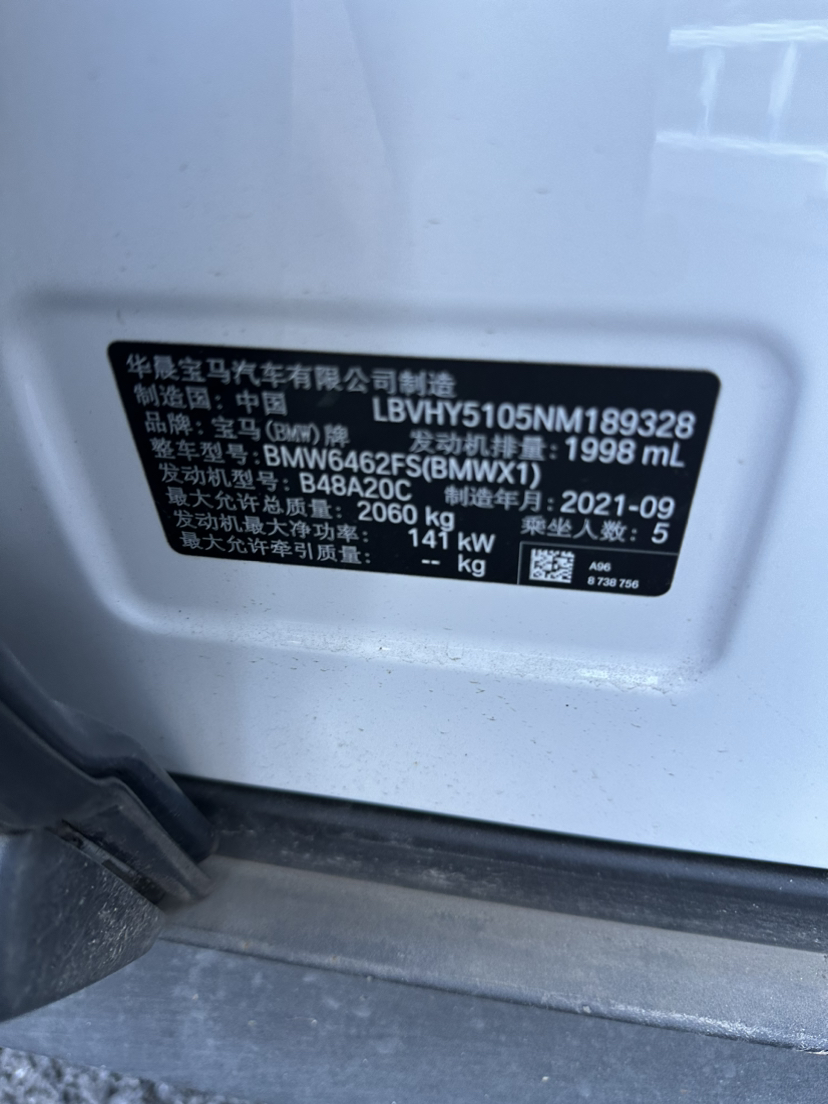 华晨宝马汽车有限公司制造
制造国: 中国 LBVHY5105NM189328
品牌: 宝马(BMW)牌 发动机排量: 1998 mL
整车型号: BMW6462FS(BMWX1)
发动机型号: B48A20C 制造年月: 2021-09
最大允许总质量: 2060 kg 乘坐人数: 5
发动机最大净功率: 141 kW
最大允许牵引质量: -- kg
A96
8 738 756